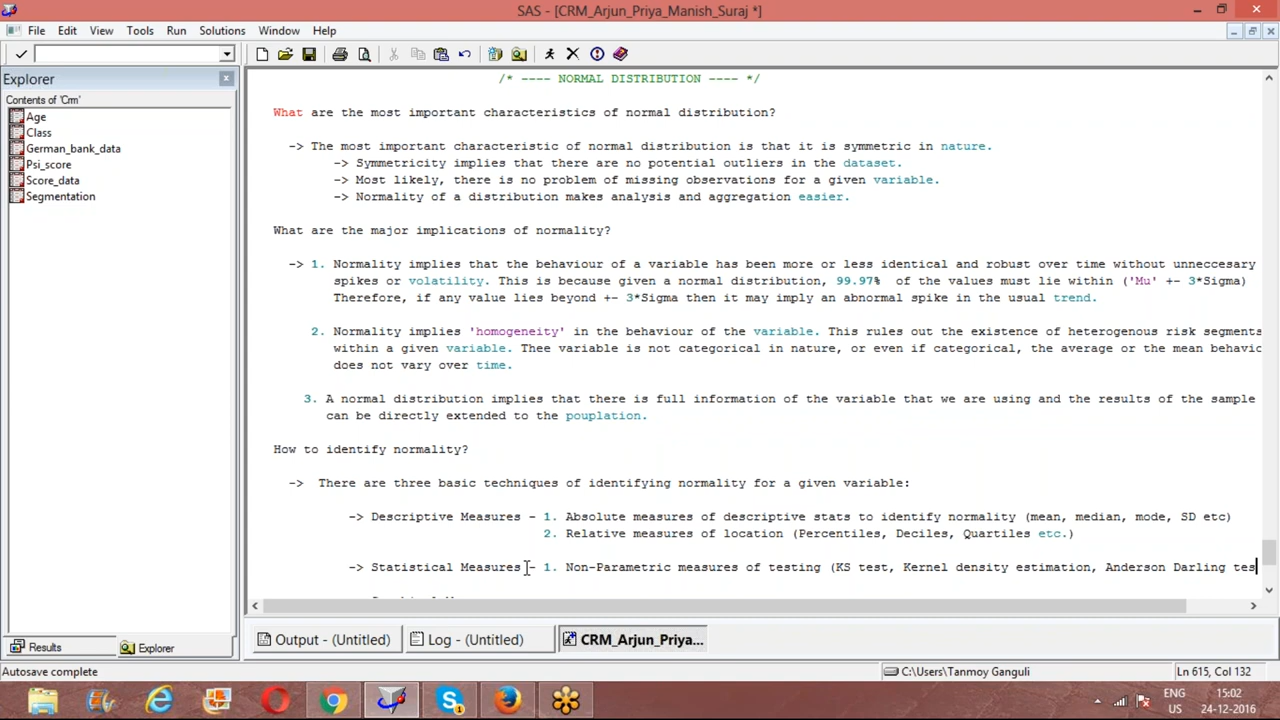 SAS - [CRM_Arjun_Priya_Manish_Suraj *]
File Edit View Tools Run Solutions Window Help
Explorer
Contents of 'Crm'
Age
Class
German_bank_data
Psi_score
Score_data
Segmentation
/* ---- NORMAL DISTRIBUTION ---- */
What are the most important characteristics of normal distribution?
-> The most important characteristic of normal distribution is that it is symmetric in nature.
-> Symmetricity implies that there are no potential outliers in the dataset.
-> Most likely, there is no problem of missing observations for a given variable.
-> Normality of a distribution makes analysis and aggregation easier.
What are the major implications of normality?
-> 1. Normality implies that the behaviour of a variable has been more or less identical and robust over time without unneccesary
spikes or volatility. This is because given a normal distribution, 99.97% of the values must lie within ('Mu' +- 3*Sigma)
Therefore, if any value lies beyond +- 3*Sigma then it may imply an abnormal spike in the usual trend.
2. Normality implies 'homogeneity' in the behaviour of the variable. This rules out the existence of heterogenous risk segments
within a given variable. Thee variable is not categorical in nature, or even if categorical, the average or the mean behavio
does not vary over time.
3. A normal distribution implies that there is full information of the variable that we are using and the results of the sample
can be directly extended to the pouplation.
How to identify normality?
-> There are three basic techniques of identifying normality for a given variable:
-> Descriptive Measures - 1. Absolute measures of descriptive stats to identify normality (mean, median, mode, SD etc)
2. Relative measures of location (Percentiles, Deciles, Quartiles etc.)
-> Statistical Measures - 1. Non-Parametric measures of testing (KS test, Kernel density estimation, Anderson Darling tes
Results
Explorer
Output - (Untitled)
Log - (Untitled)
CRM_Arjun_Priya...
Autosave complete
C:\Users\Tanmoy Ganguli
Ln 615, Col 132
ENG
US
15:02
24-12-2016